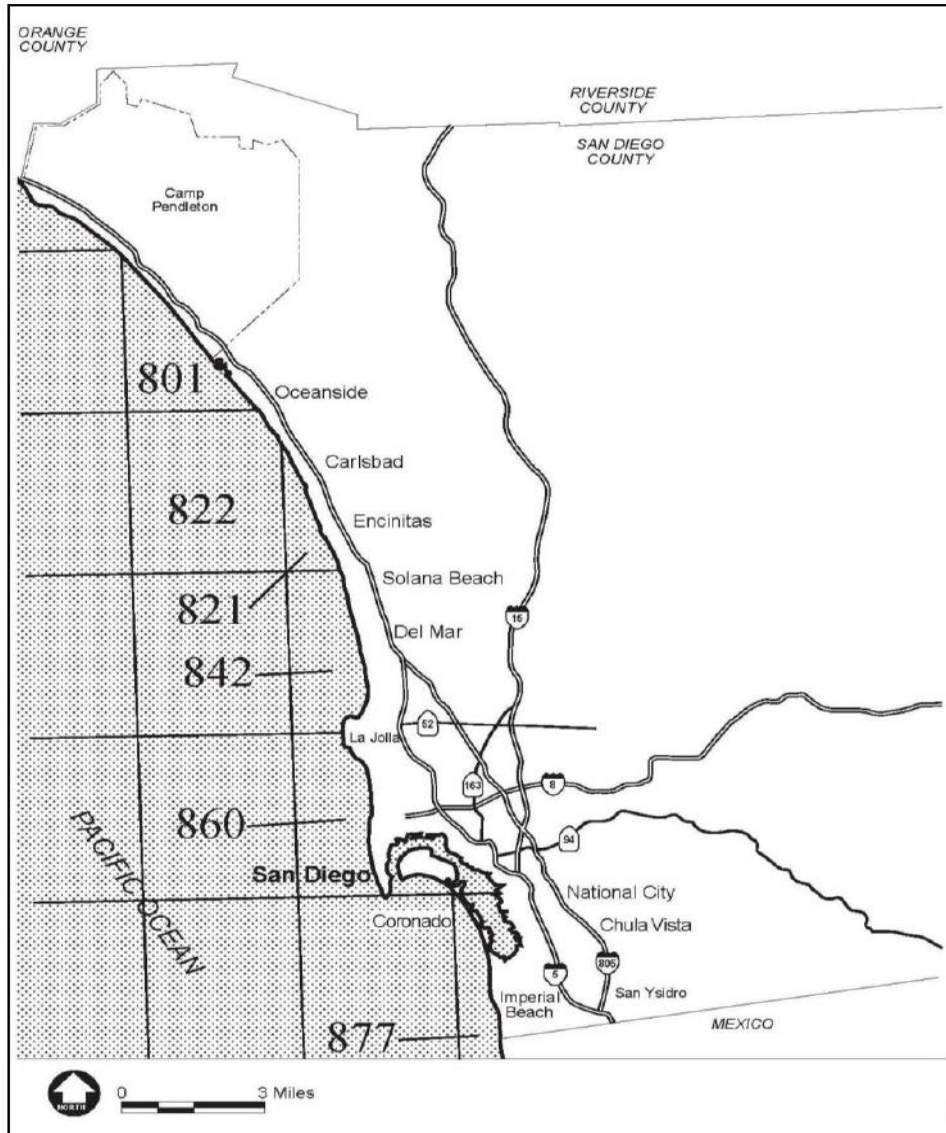 ORANGE
COUNTY
RIVERSIDE
COUNTY
SAN DIEGO
COUNTY
Camp
Pendleton
801
Oceanside
Carlsbad
822
Encinitas
Solana Beach
821
15
Del Mar
842
52
La Jolla
163
8
PACIFIC OCEAN
860
94
San Diego
National City
Coronado
Chula Vista
805
5
San Ysidro
Imperial
Beach
MEXICO
877
NORTH
0 3 Miles